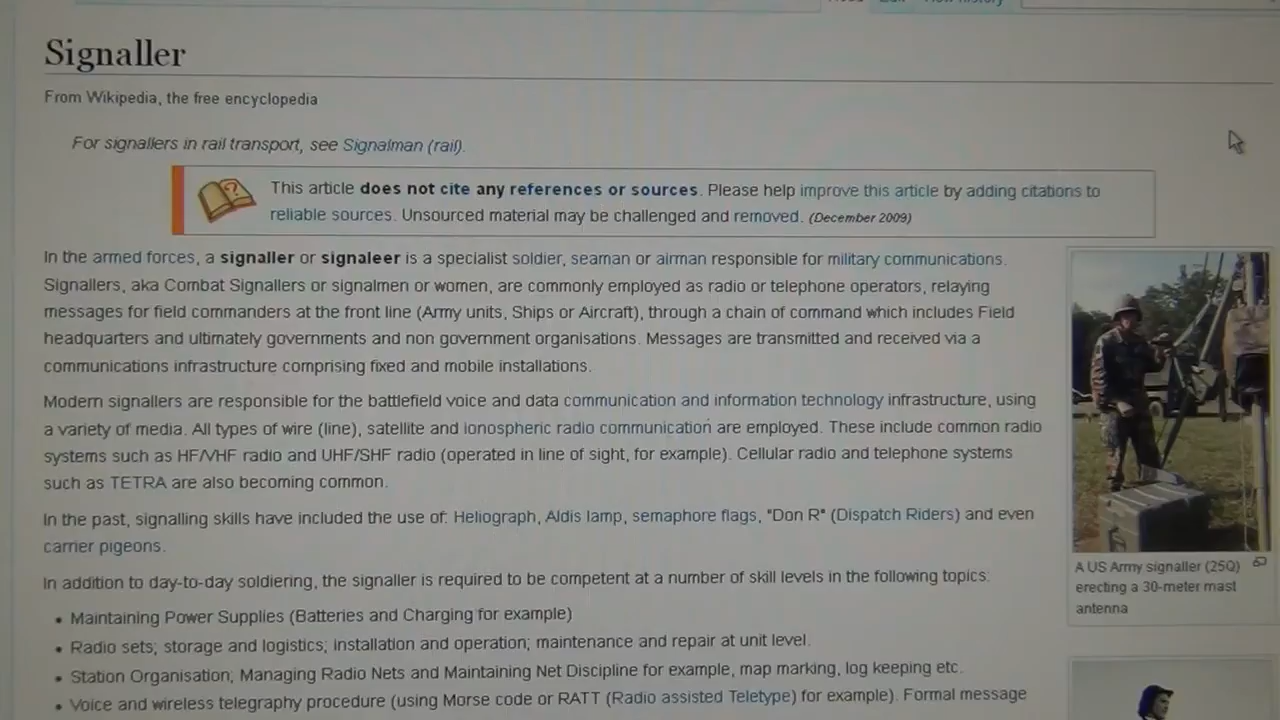 Signaller
From Wikipedia, the free encyclopedia
For signallers in rail transport, see Signalman (rail).
This article does not cite any references or sources. Please help improve this article by adding citations to
reliable sources. Unsourced material may be challenged and removed. (December 2009)
In the armed forces, a signaller or signaleer is a specialist soldier, seaman or airman responsible for military communications.
Signallers, aka Combat Signallers or signalmen or women, are commonly employed as radio or telephone operators, relaying
messages for field commanders at the front line (Army units, Ships or Aircraft), through a chain of command which includes Field
headquarters and ultimately governments and non government organisations. Messages are transmitted and received via a
communications infrastructure comprising fixed and mobile installations.
Modern signallers are responsible for the battlefield voice and data communication and information technology infrastructure, using
a variety of media. All types of wire (line), satellite and ionospheric radio communication are employed. These include common radio
systems such as HF/VHF radio and UHF/SHF radio (operated in line of sight, for example). Cellular radio and telephone systems
such as TETRA are also becoming common.
In the past, signalling skills have included the use of: Heliograph, Aldis lamp, semaphore flags, "Don R" (Dispatch Riders) and even
carrier pigeons.
In addition to day-to-day soldiering, the signaller is required to be competent at a number of skill levels in the following topics:
• Maintaining Power Supplies (Batteries and Charging for example)
• Radio sets; storage and logistics; installation and operation; maintenance and repair at unit level.
• Station Organisation; Managing Radio Nets and Maintaining Net Discipline for example, map marking, log keeping etc.
• Voice and wireless telegraphy procedure (using Morse code or RATT (Radio assisted Teletype) for example). Formal message
A US Army signaller (25Q)
erecting a 30-meter mast
antenna